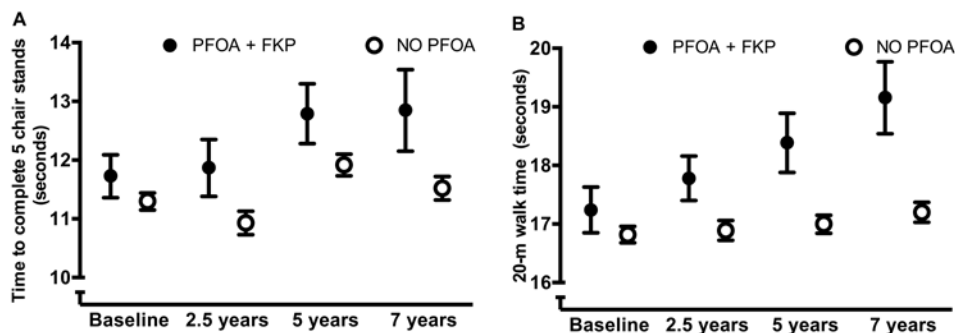 A
PFOA + FKP
NO PFOA
Time to complete 5 chair stands
(seconds)
14
13
12
11
10
Baseline
2.5 years
5 years
7 years
B
PFOA + FKP
NO PFOA
20-m walk time (seconds)
20
19
18
17
16
Baseline
2.5 years
5 years
7 years